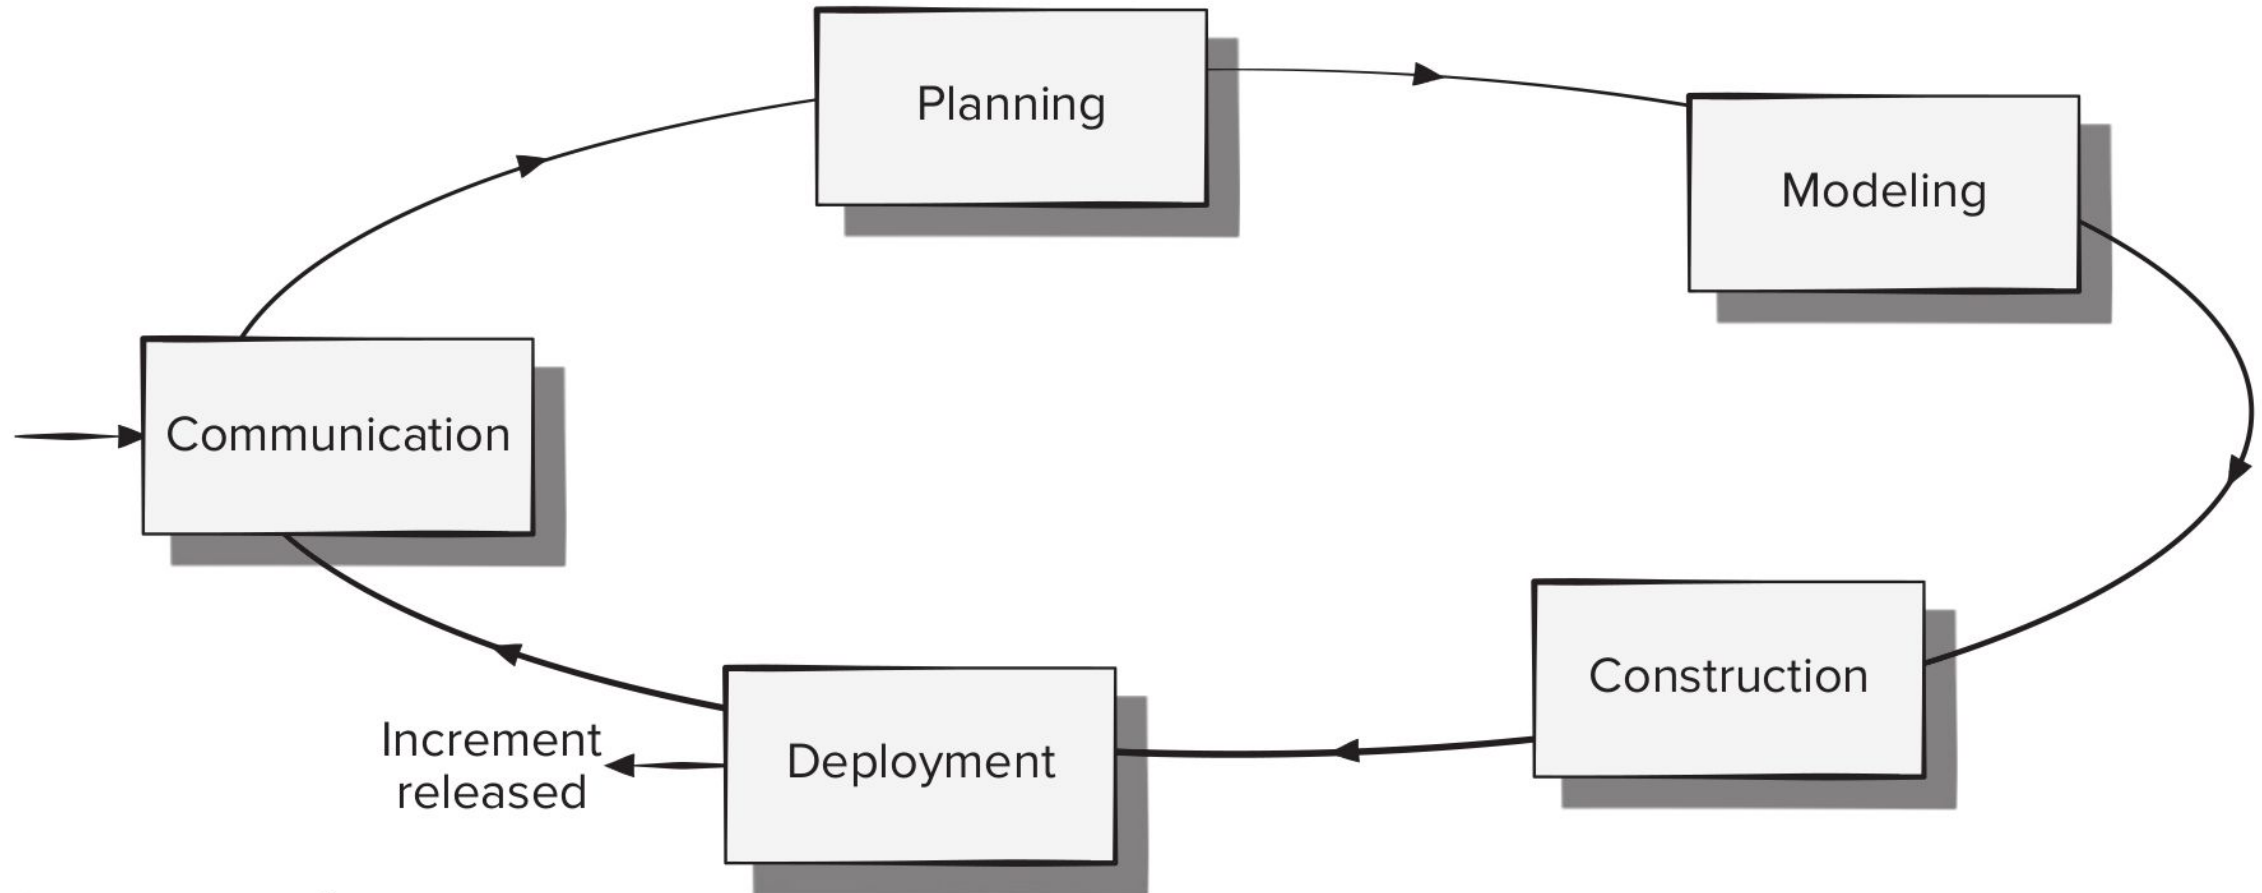 Planning
Modeling
Communication
Construction
Deployment
Increment
released